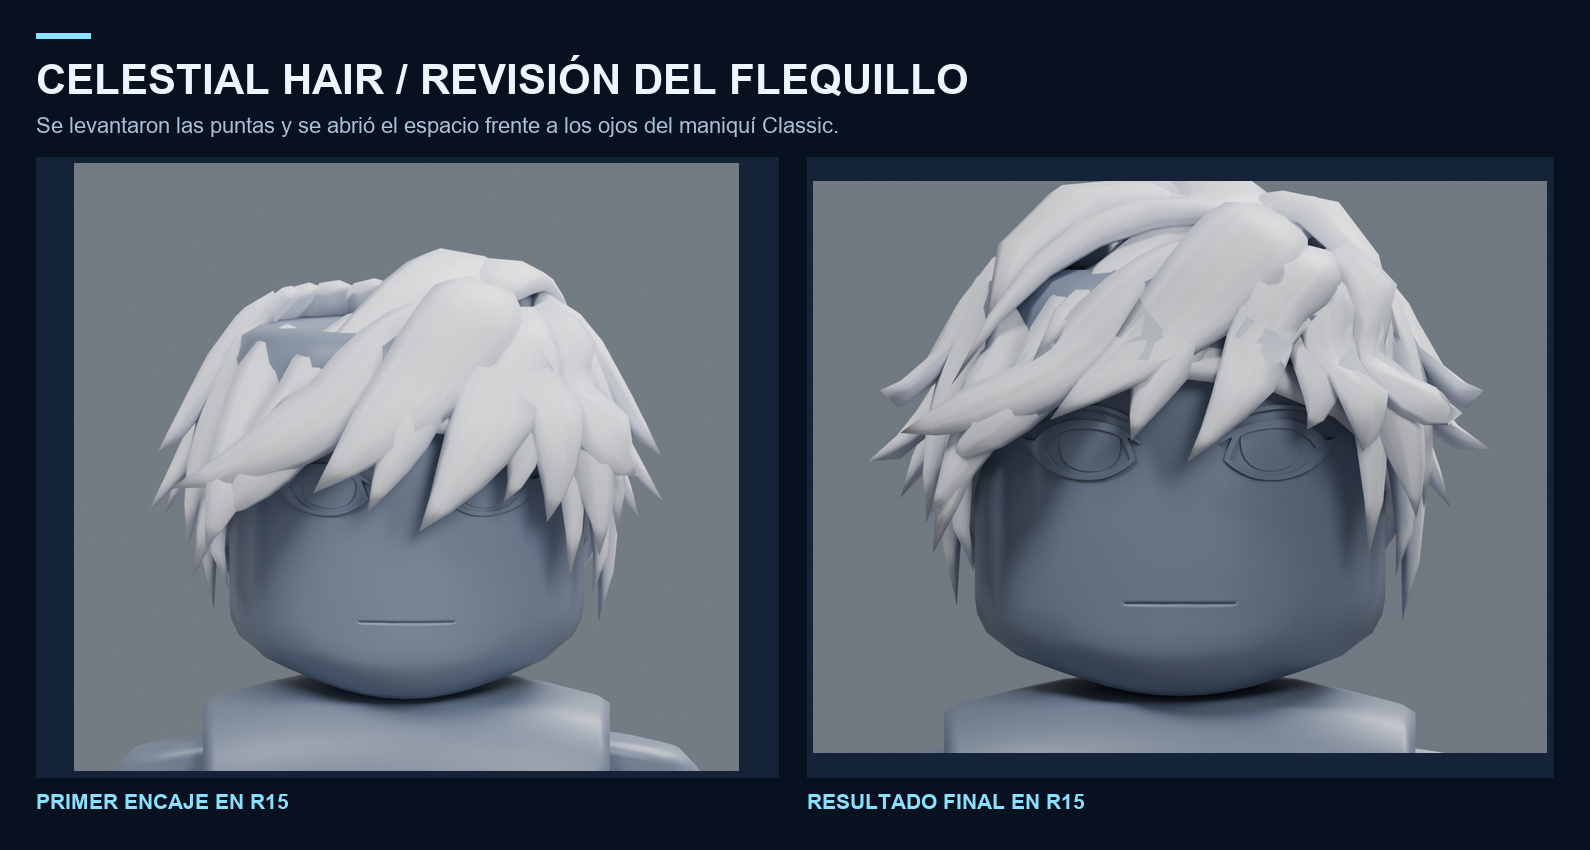 CELESTIAL HAIR / REVISIÓN DEL FLEQUILLO
Se levantaron las puntas y se abrió el espacio frente a los ojos del maniquí Classic.
PRIMER ENCAJE EN R15
RESULTADO FINAL EN R15